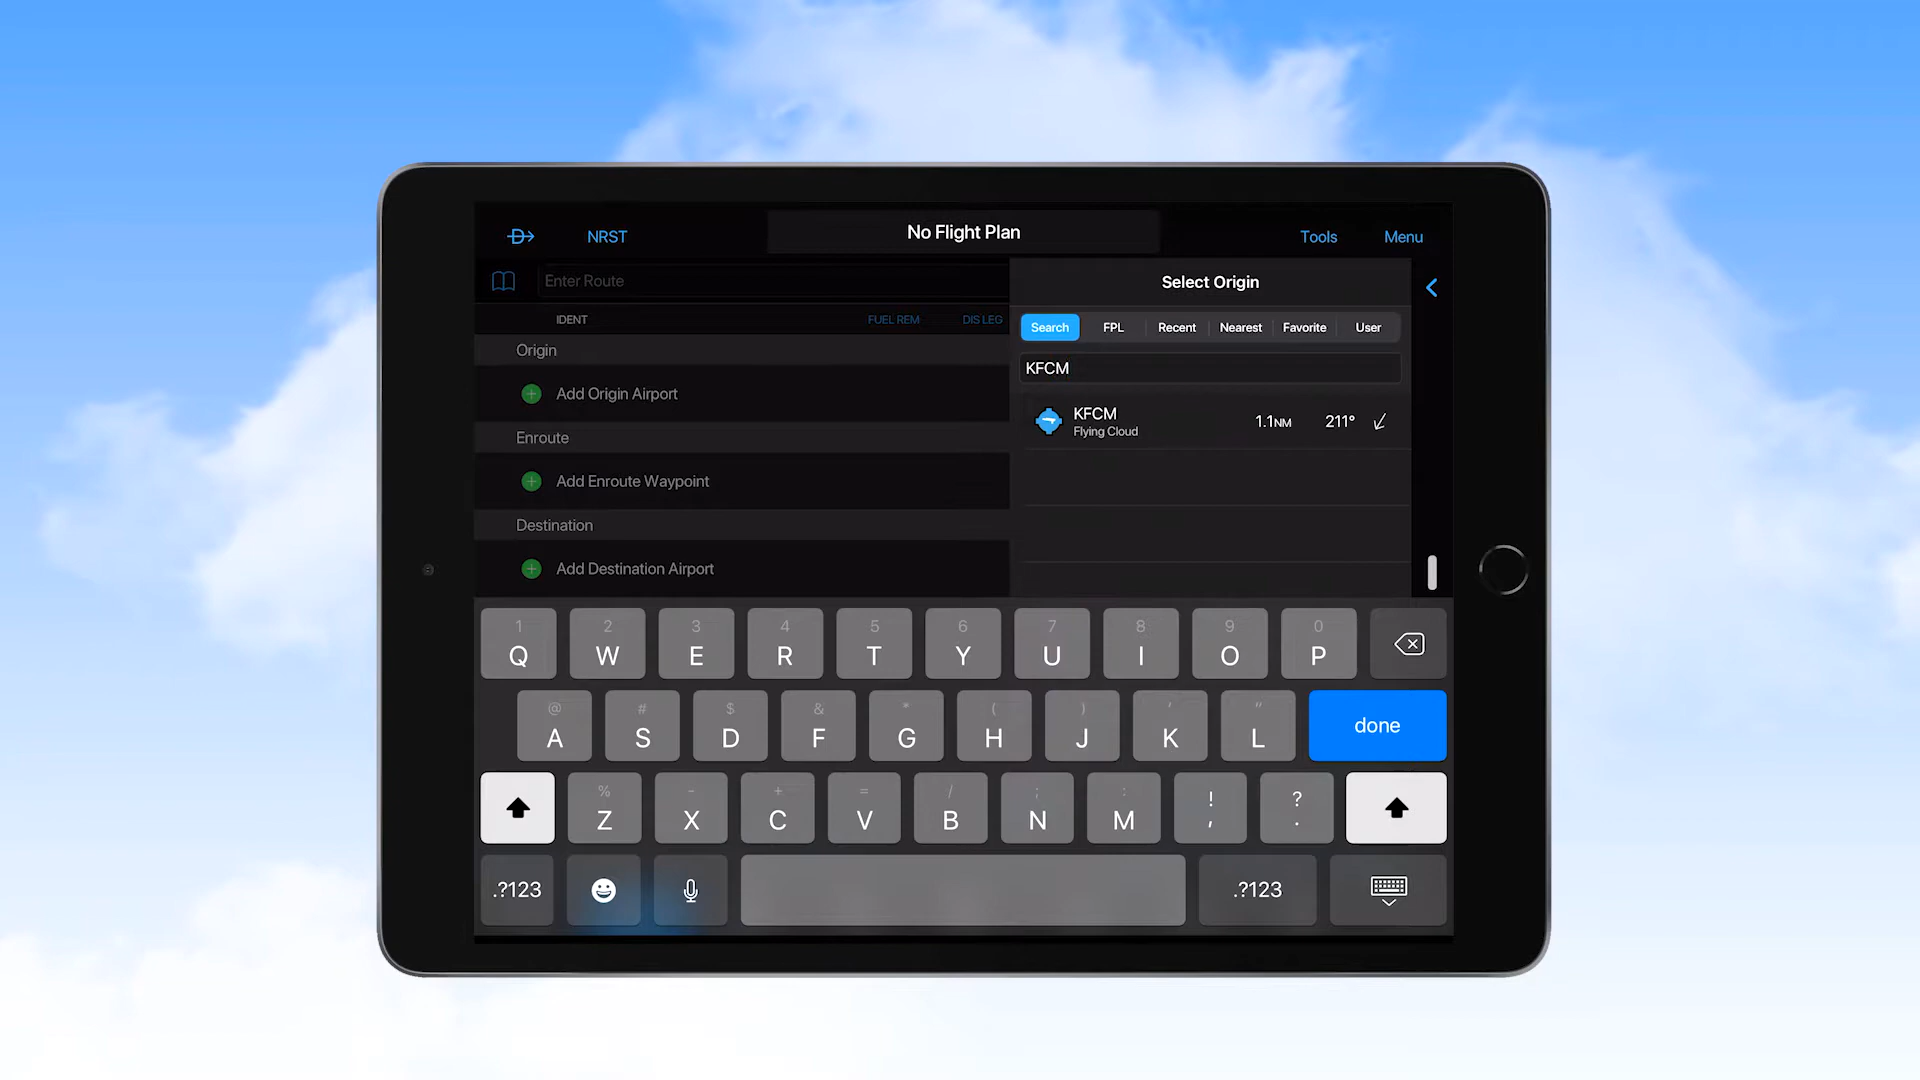 NRST
No Flight Plan
Tools
Menu
Enter Route
Select Origin
IDENT
FUEL REM
DIS LEG
Search
FPL
Recent
Nearest
Favorite
User
Origin
KFCM
Add Origin Airport
KFCM
Flying Cloud
1.1NM
211°
Enroute
Add Enroute Waypoint
Destination
Add Destination Airport
1 2 3 4 5 6 7 8 9 0
Q W E R T Y U I O P
@ # $ & * ( ) ' "
A S D F G H J K L done
% - + = / ; : ! ?
Z X C V B N M , .
.?123
.?123